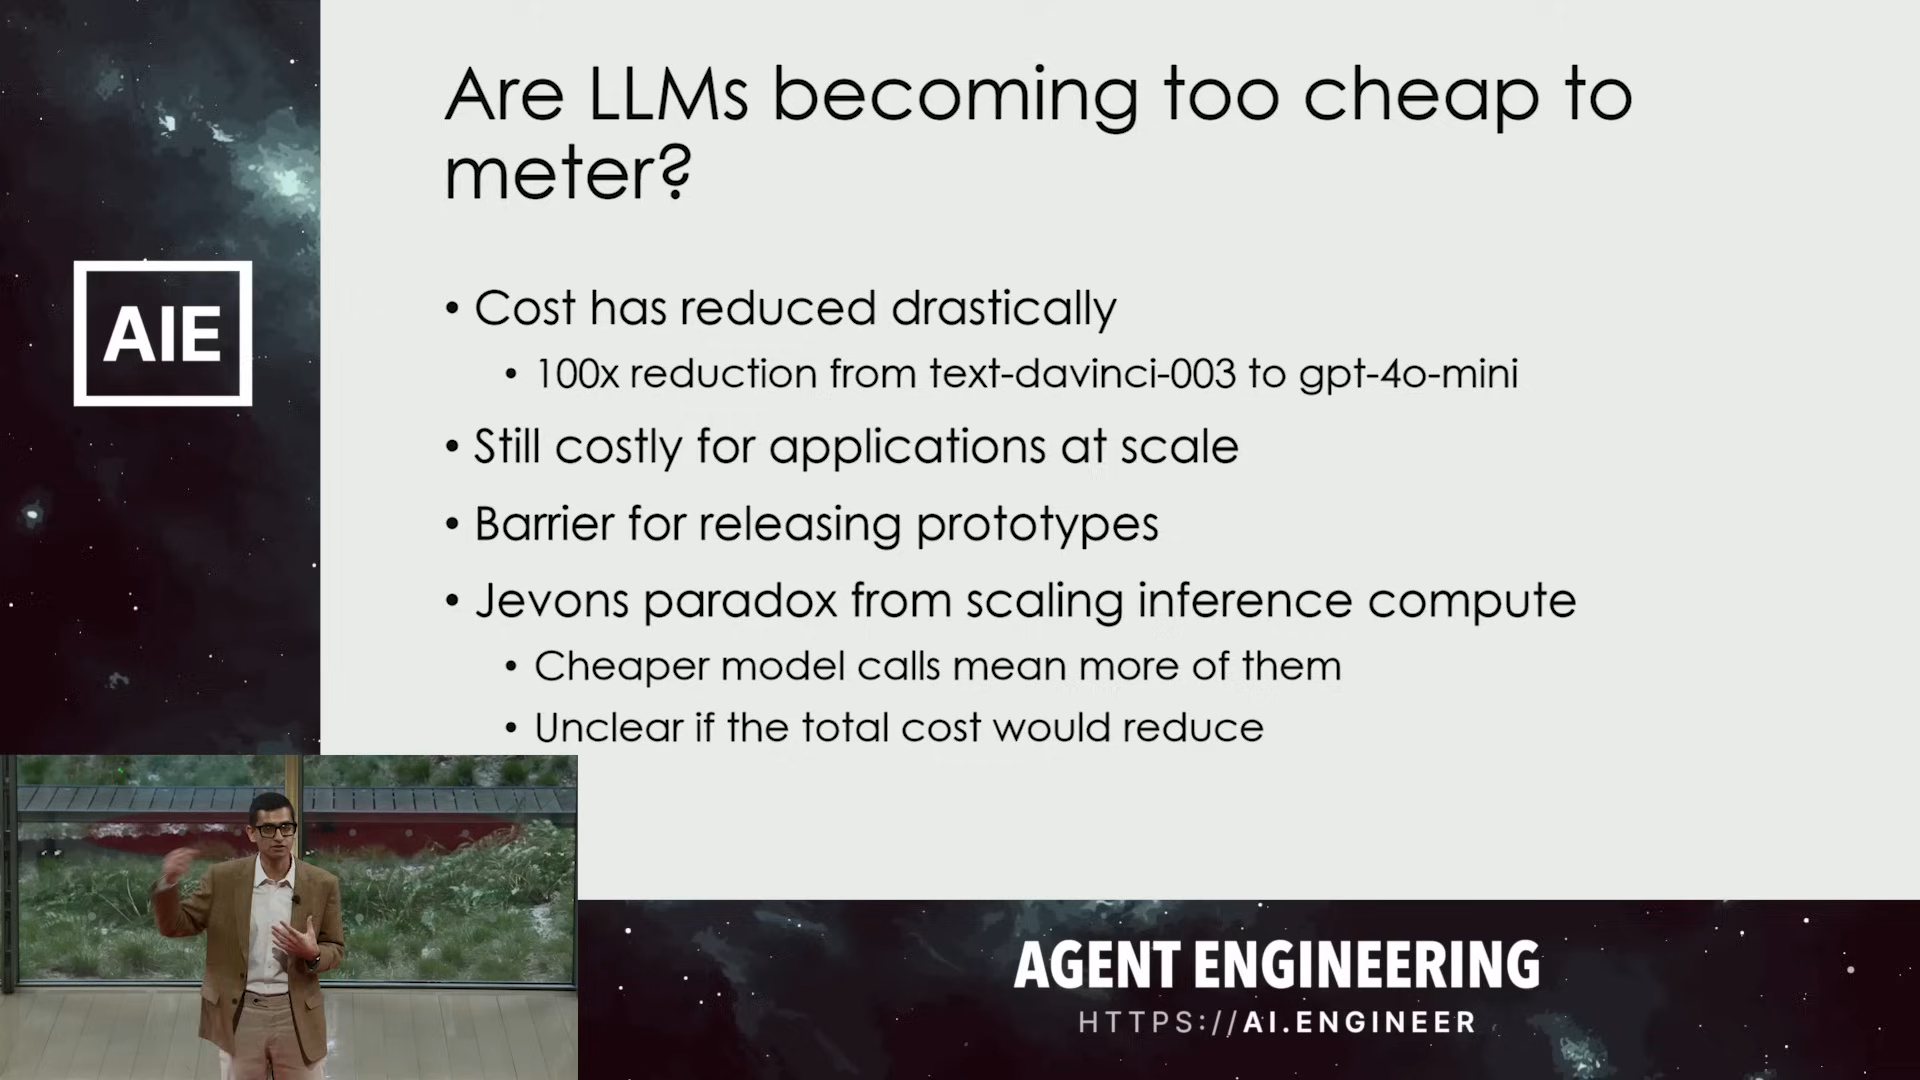 Are LLMs becoming too cheap to
meter?
AIE
• Cost has reduced drastically
• 100x reduction from text-davinci-003 to gpt-4o-mini
• Still costly for applications at scale
• Barrier for releasing prototypes
• Jevons paradox from scaling inference compute
• Cheaper model calls mean more of them
• Unclear if the total cost would reduce
AGENT ENGINEERING
HTTPS://AI.ENGINEER